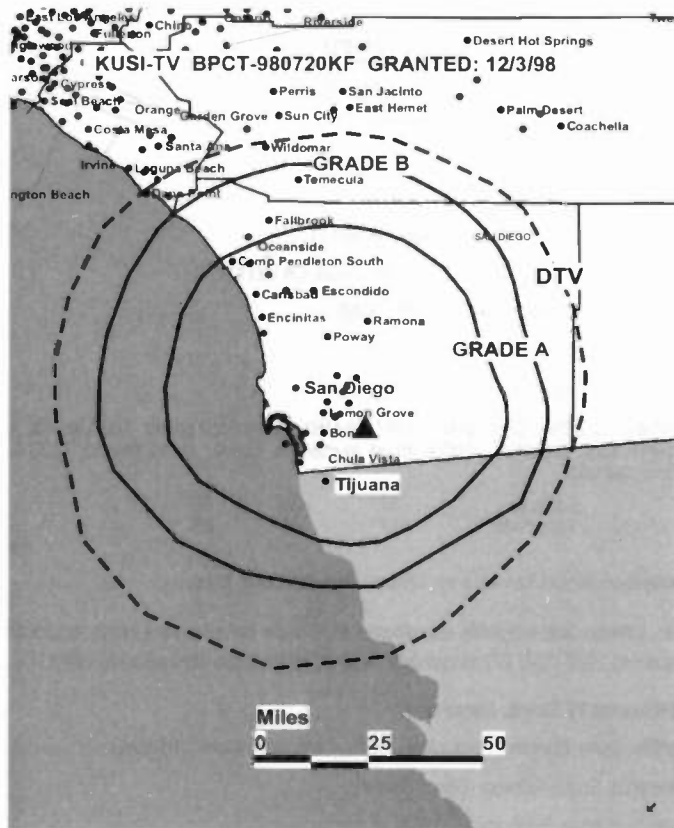 East Los Angeles
Chino
Riverside
Fullerton
Desert Hot Springs
KUSI-TV BPCT-980720KF GRANTED: 12/3/98
Cypress
Perris
San Jacinto
Seal Beach
Orange
Garden Grove
Sun City
East Hemet
Palm Desert
Coachella
Costa Mesa
Santa Ana
Wildomar
Irvine
Laguna Beach
GRADE B
ngton Beach
Dana Point
Temecula
Fallbrook
Oceanside
SAN DIEGO
Camp Pendleton South
DTV
Carlsbad
Escondido
Encinitas
Ramona
Poway
GRADE A
San Diego
Lemon Grove
Bon
Chula Vista
Tijuana
Miles
0 25 50